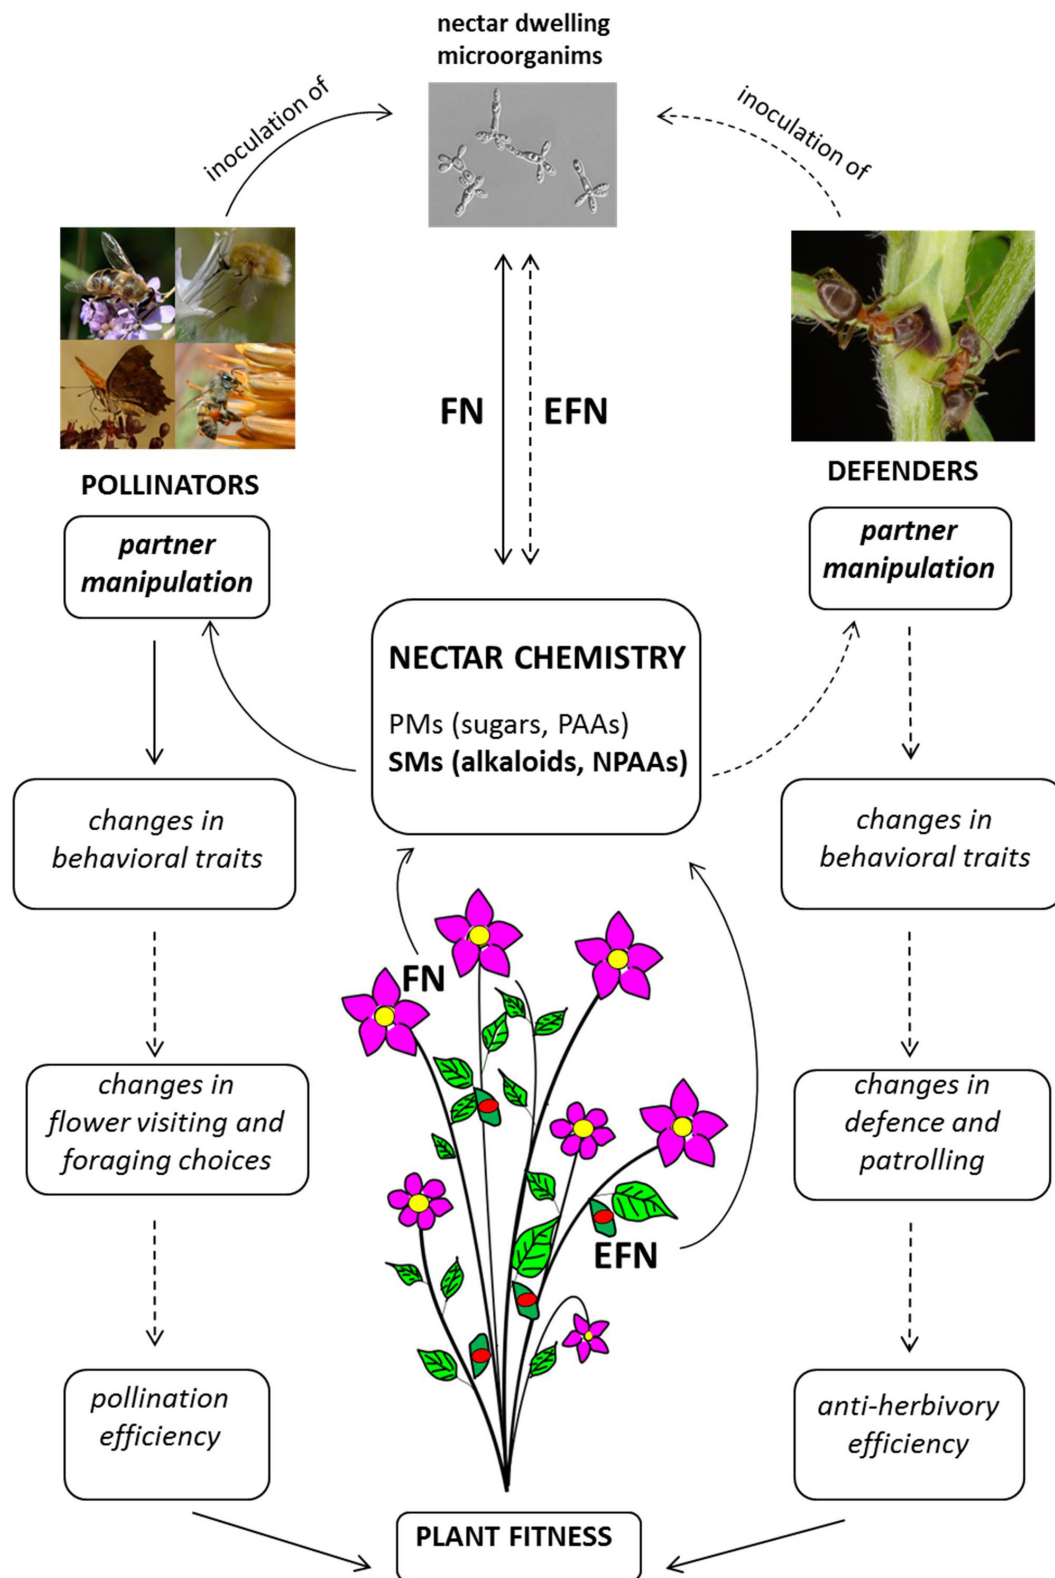 nectar dwelling
microorganims
inoculation of
inoculation of
FN
EFN
POLLINATORS
DEFENDERS
partner
manipulation
partner
manipulation
NECTAR CHEMISTRY
PMs (sugars, PAAs)
SMs (alkaloids, NPAAs)
changes in
behavioral traits
changes in
behavioral traits
FN
changes in
flower visiting and
foraging choices
changes in
defence and
patrolling
EFN
pollination
efficiency
anti-herbivory
efficiency
PLANT FITNESS